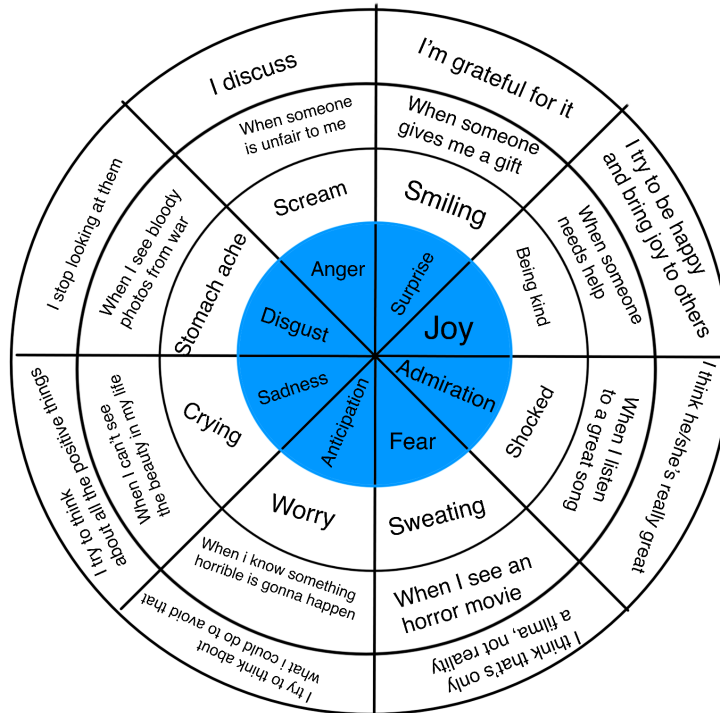 I discuss
I'm grateful for it
I try to be happy
and bring joy to others
I think he/she's really great
I think that's only
a filma, not reality
I try to think about
what i could do to avoid that
I try to think
about all the positive things
I stop looking at them
When someone
is unfair to me
When someone
gives me a gift
When someone
needs help
When I listen
to a great song
When I see an
horror movie
When i know something
horrible is gonna happen
When I can't see
the beauty in my life
When I see bloody
photos from war
Scream
Smiling
Being kind
Shocked
Sweating
Worry
Crying
Stomach ache
Anger
Surprise
Joy
Admiration
Fear
Anticipation
Sadness
Disgust